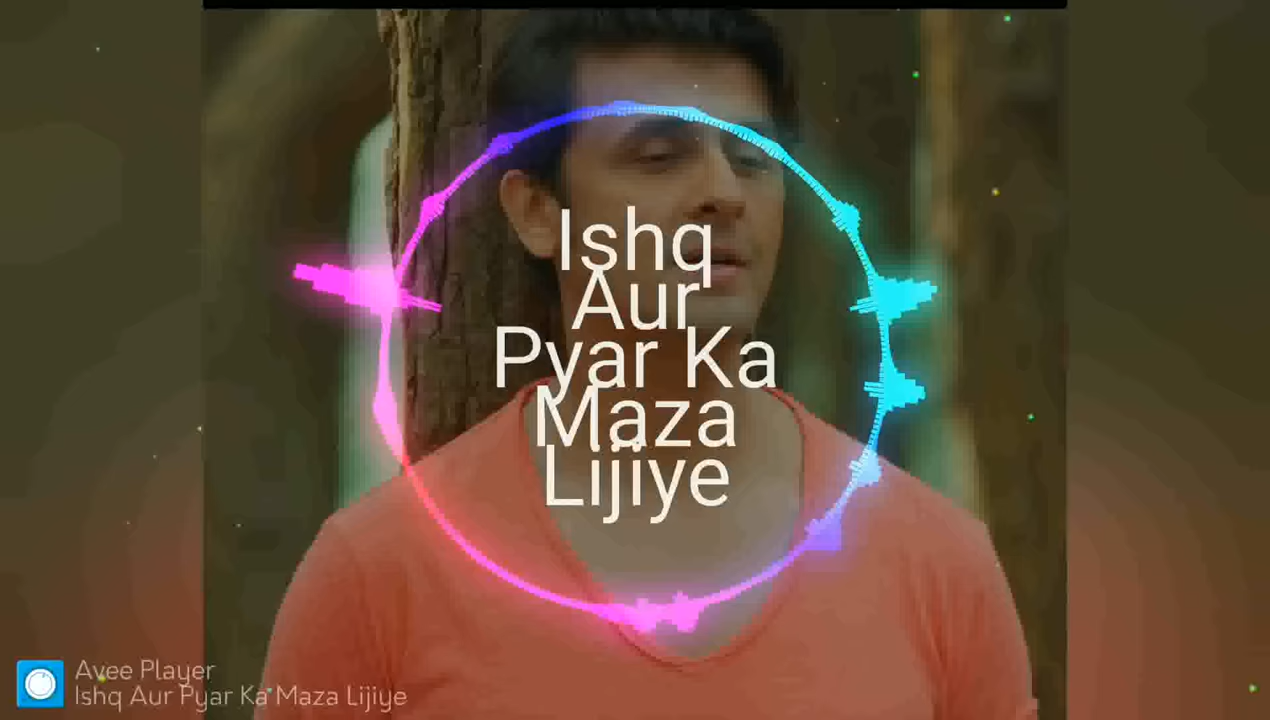 Ishq
Aur
Pyar Ka
Maza
Lijiye
Avee Player
Ishq Aur Pyar Ka Maza Lijiye